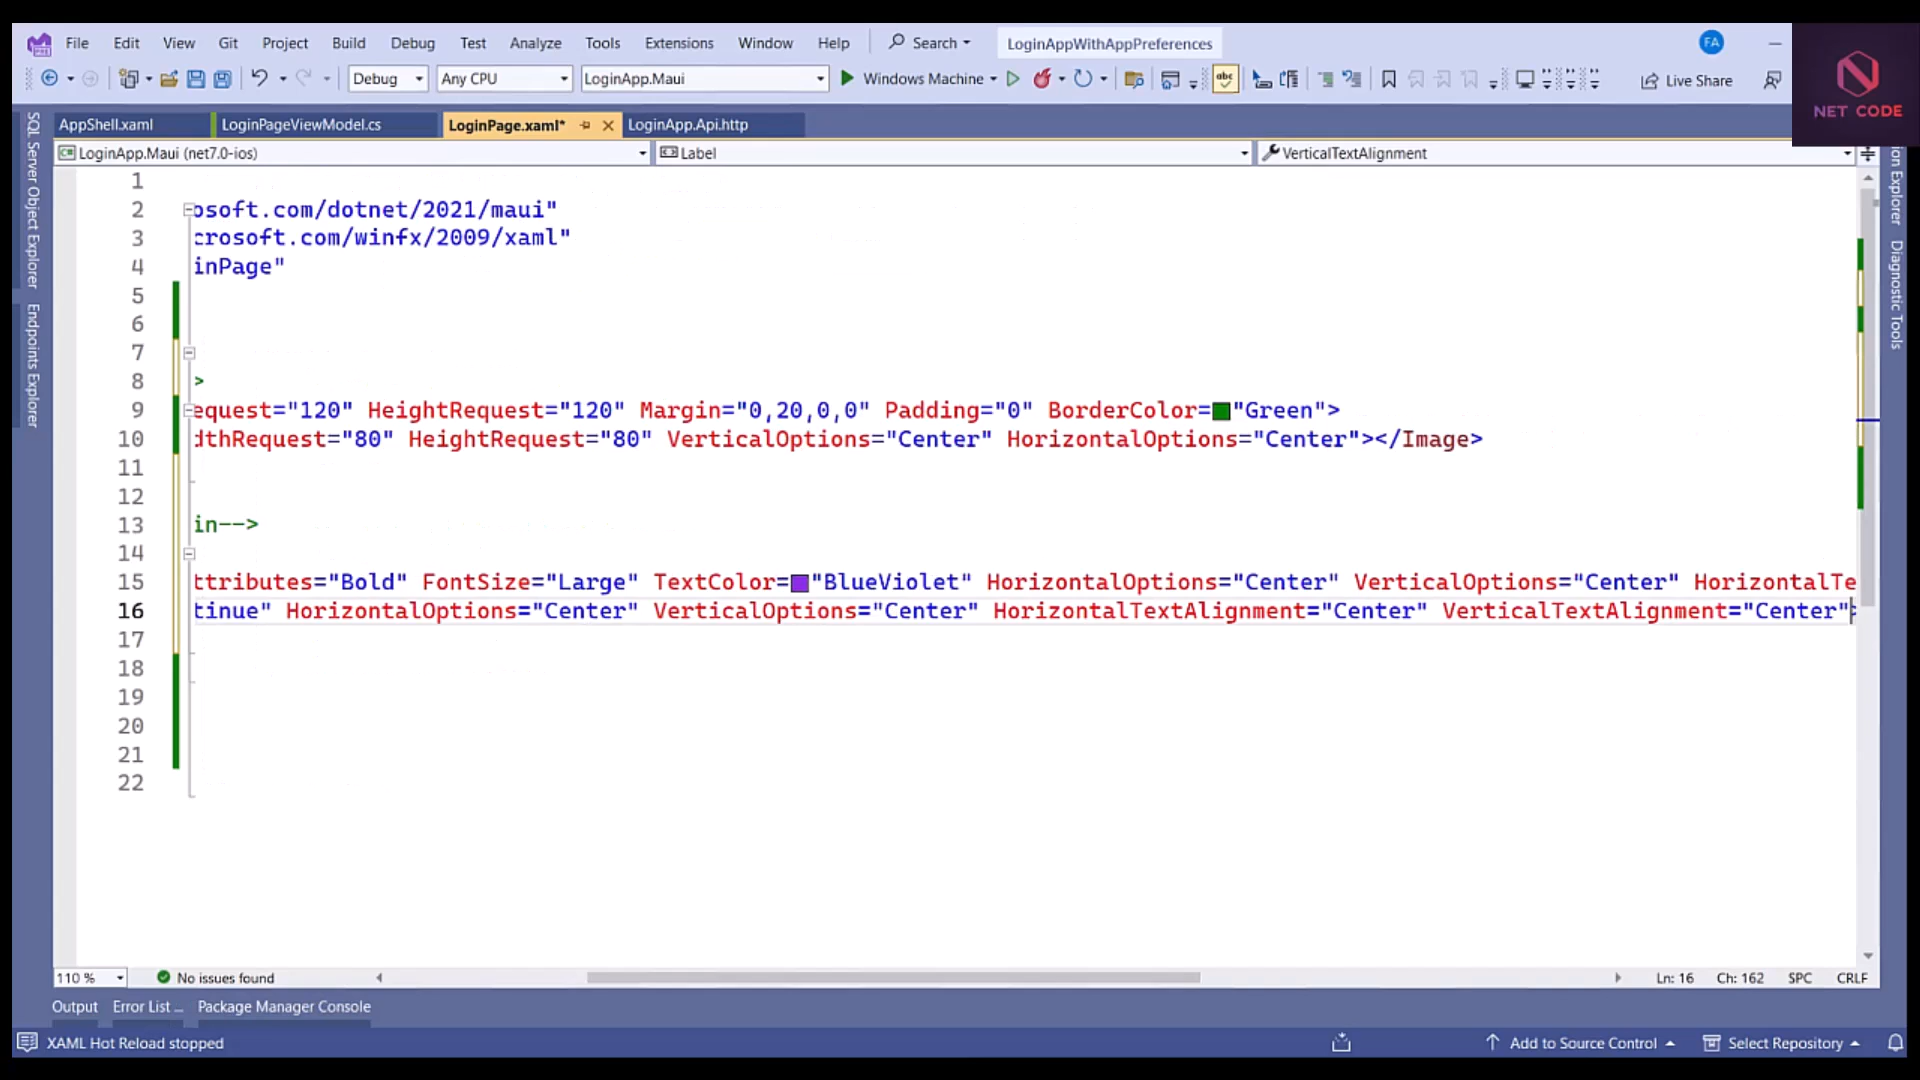 File Edit View Git Project Build Debug Test Analyze Tools Extensions Window Help Search LoginAppWithAppPreferences FA
Debug Any CPU LoginApp.Maui Windows Machine Live Share
NET CODE
AppShell.xaml LoginPageViewModel.cs LoginPage.xaml* LoginApp.Api.http
LoginApp.Maui (net7.0-ios) Label VerticalTextAlignment
SQL Server Object Explorer
Endpoints Explorer
ion Explorer
Diagnostic Tools
1
2 osoft.com/dotnet/2021/maui"
3 crosoft.com/winfx/2009/xaml"
4 inPage"
5
6
7
8 >
9 equest="120" HeightRequest="120" Margin="0,20,0,0" Padding="0" BorderColor="Green">
10 dthRequest="80" HeightRequest="80" VerticalOptions="Center" HorizontalOptions="Center"></Image>
11
12
13 in-->
14
15 ttributes="Bold" FontSize="Large" TextColor="BlueViolet" HorizontalOptions="Center" VerticalOptions="Center" HorizontalTe
16 tinue" HorizontalOptions="Center" VerticalOptions="Center" HorizontalTextAlignment="Center" VerticalTextAlignment="Center">
17
18
19
20
21
22
110 % No issues found Ln: 16 Ch: 162 SPC CRLF
Output Error List ... Package Manager Console
XAML Hot Reload stopped Add to Source Control Select Repository